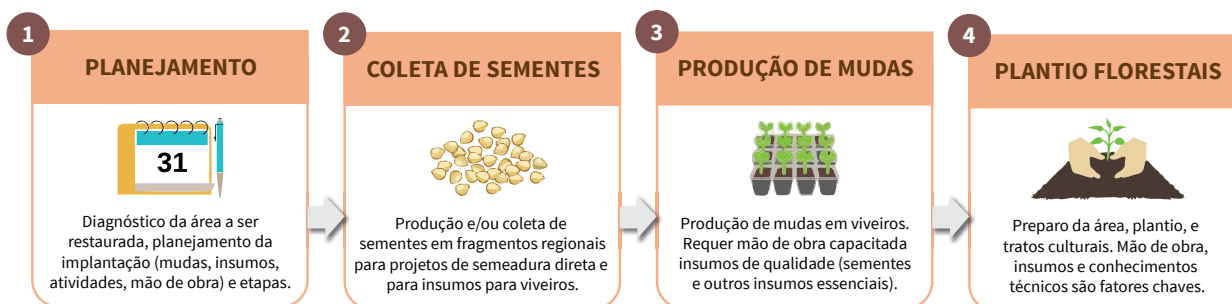 1
PLANEJAMENTO
31
Diagnóstico da área a ser
restaurada, planejamento da
implantação (mudas, insumos,
atividades, mão de obra) e etapas.
2
COLETA DE SEMENTES
Produção e/ou coleta de
sementes em fragmentos regionais
para projetos de semeadura direta e
para insumos para viveiros.
3
PRODUÇÃO DE MUDAS
Produção de mudas em viveiros.
Requer mão de obra capacitada
insumos de qualidade (sementes
e outros insumos essenciais).
4
PLANTIO FLORESTAIS
Preparo da área, plantio, e
tratos culturais. Mão de obra,
insumos e conhecimentos
técnicos são fatores chaves.